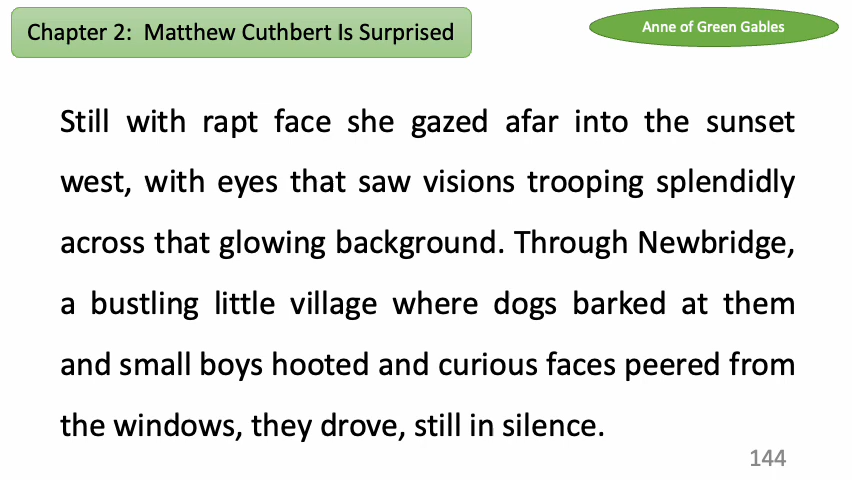 Chapter 2:  Matthew Cuthbert Is Surprised
Anne of Green Gables
Still with rapt face she gazed afar into the sunset
west, with eyes that saw visions trooping splendidly
across that glowing background. Through Newbridge,
a bustling little village where dogs barked at them
and small boys hooted and curious faces peered from
the windows, they drove, still in silence.
144